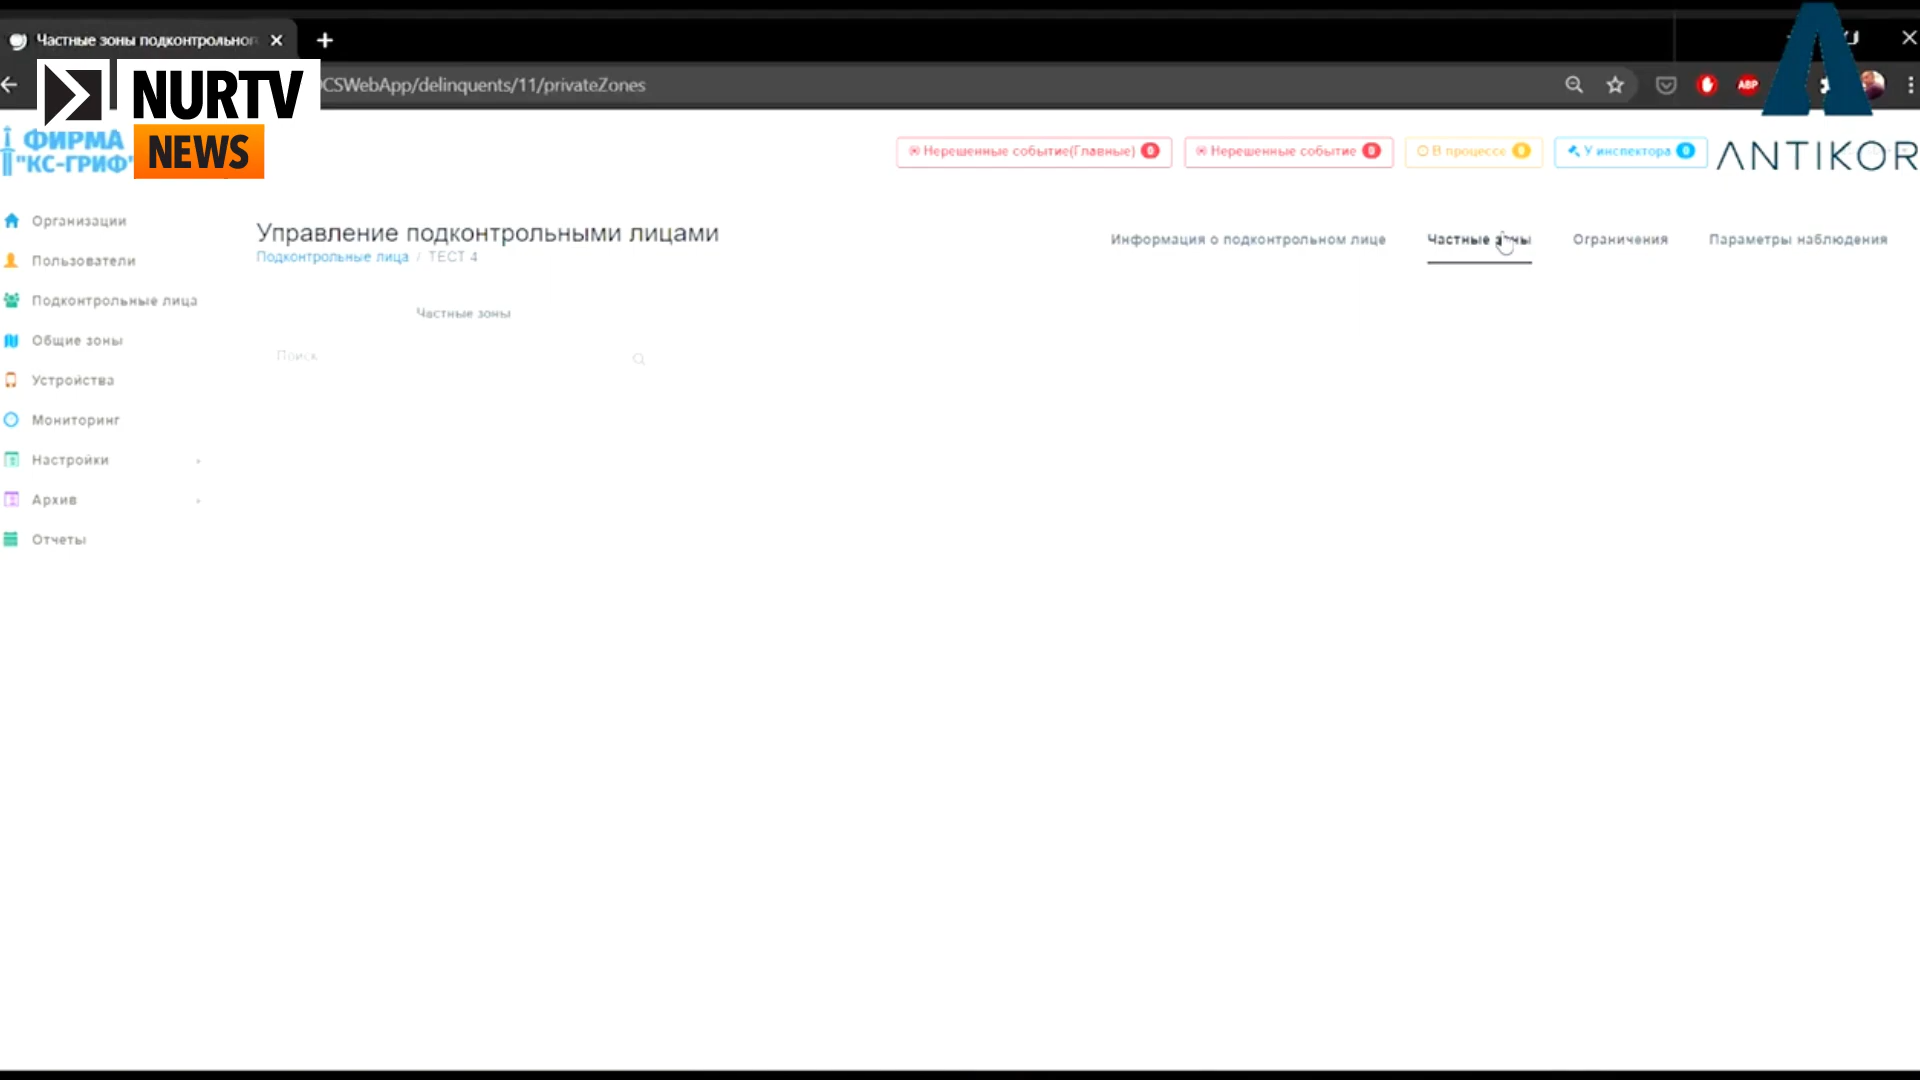 Частные зоны подконтрольног
CSWebApp/delinquents/11/privateZones
ABP
NURTV
NEWS
ФИРМА
"КС-ГРИФ"
Нерешенные событие(Главные) 0
Нерешенные событие 0
В процессе 0
У инспектора 0
ANTIKOR
Организации
Пользователи
Подконтрольные лица
Общие зоны
Устройства
Мониторинг
Настройки
Архив
Отчеты
Управление подконтрольными лицами
Подконтрольные лица / ТЕСТ 4
Информация о подконтрольном лице
Частные зоны
Ограничения
Параметры наблюдения
Частные зоны
Поиск